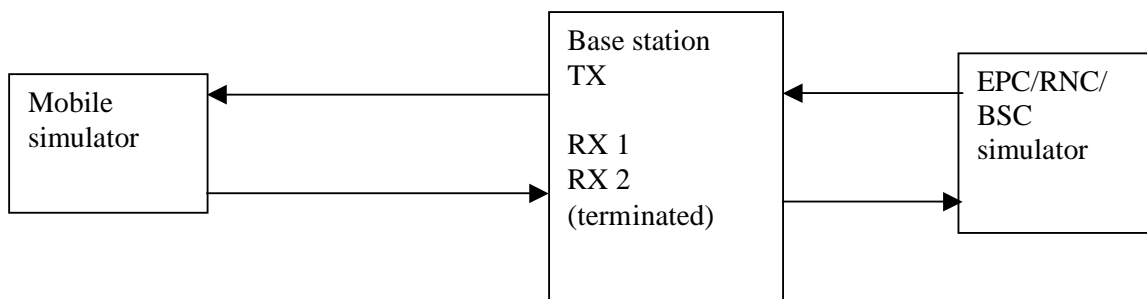 Mobile
simulator
Base station
TX
RX 1
RX 2
(terminated)
EPC/RNC/
BSC
simulator